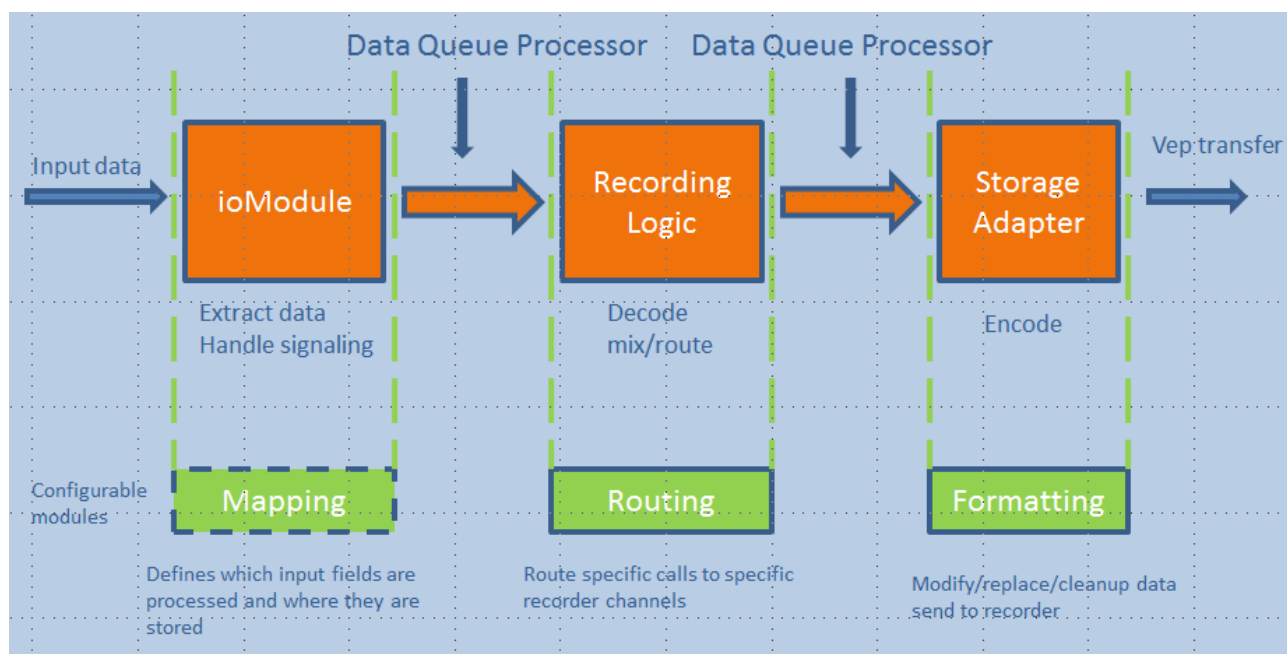 Data Queue Processor
Data Queue Processor
Input data
ioModule
Recording
Logic
Storage
Adapter
Vep transfer
Extract data
Handle signaling
Decode
mix/route
Encode
Configurable
modules
Mapping
Routing
Formatting
Defines which input fields are
processed and where they are
stored
Route specific calls to specific
recorder channels
Modify/replace/cleanup data
send to recorder